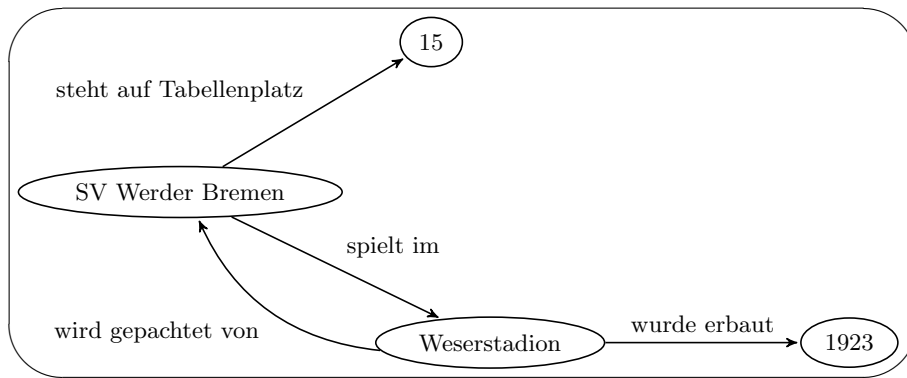 15
steht auf Tabellenplatz
SV Werder Bremen
spielt im
wird gepachtet von
Weserstadion
wurde erbaut
1923